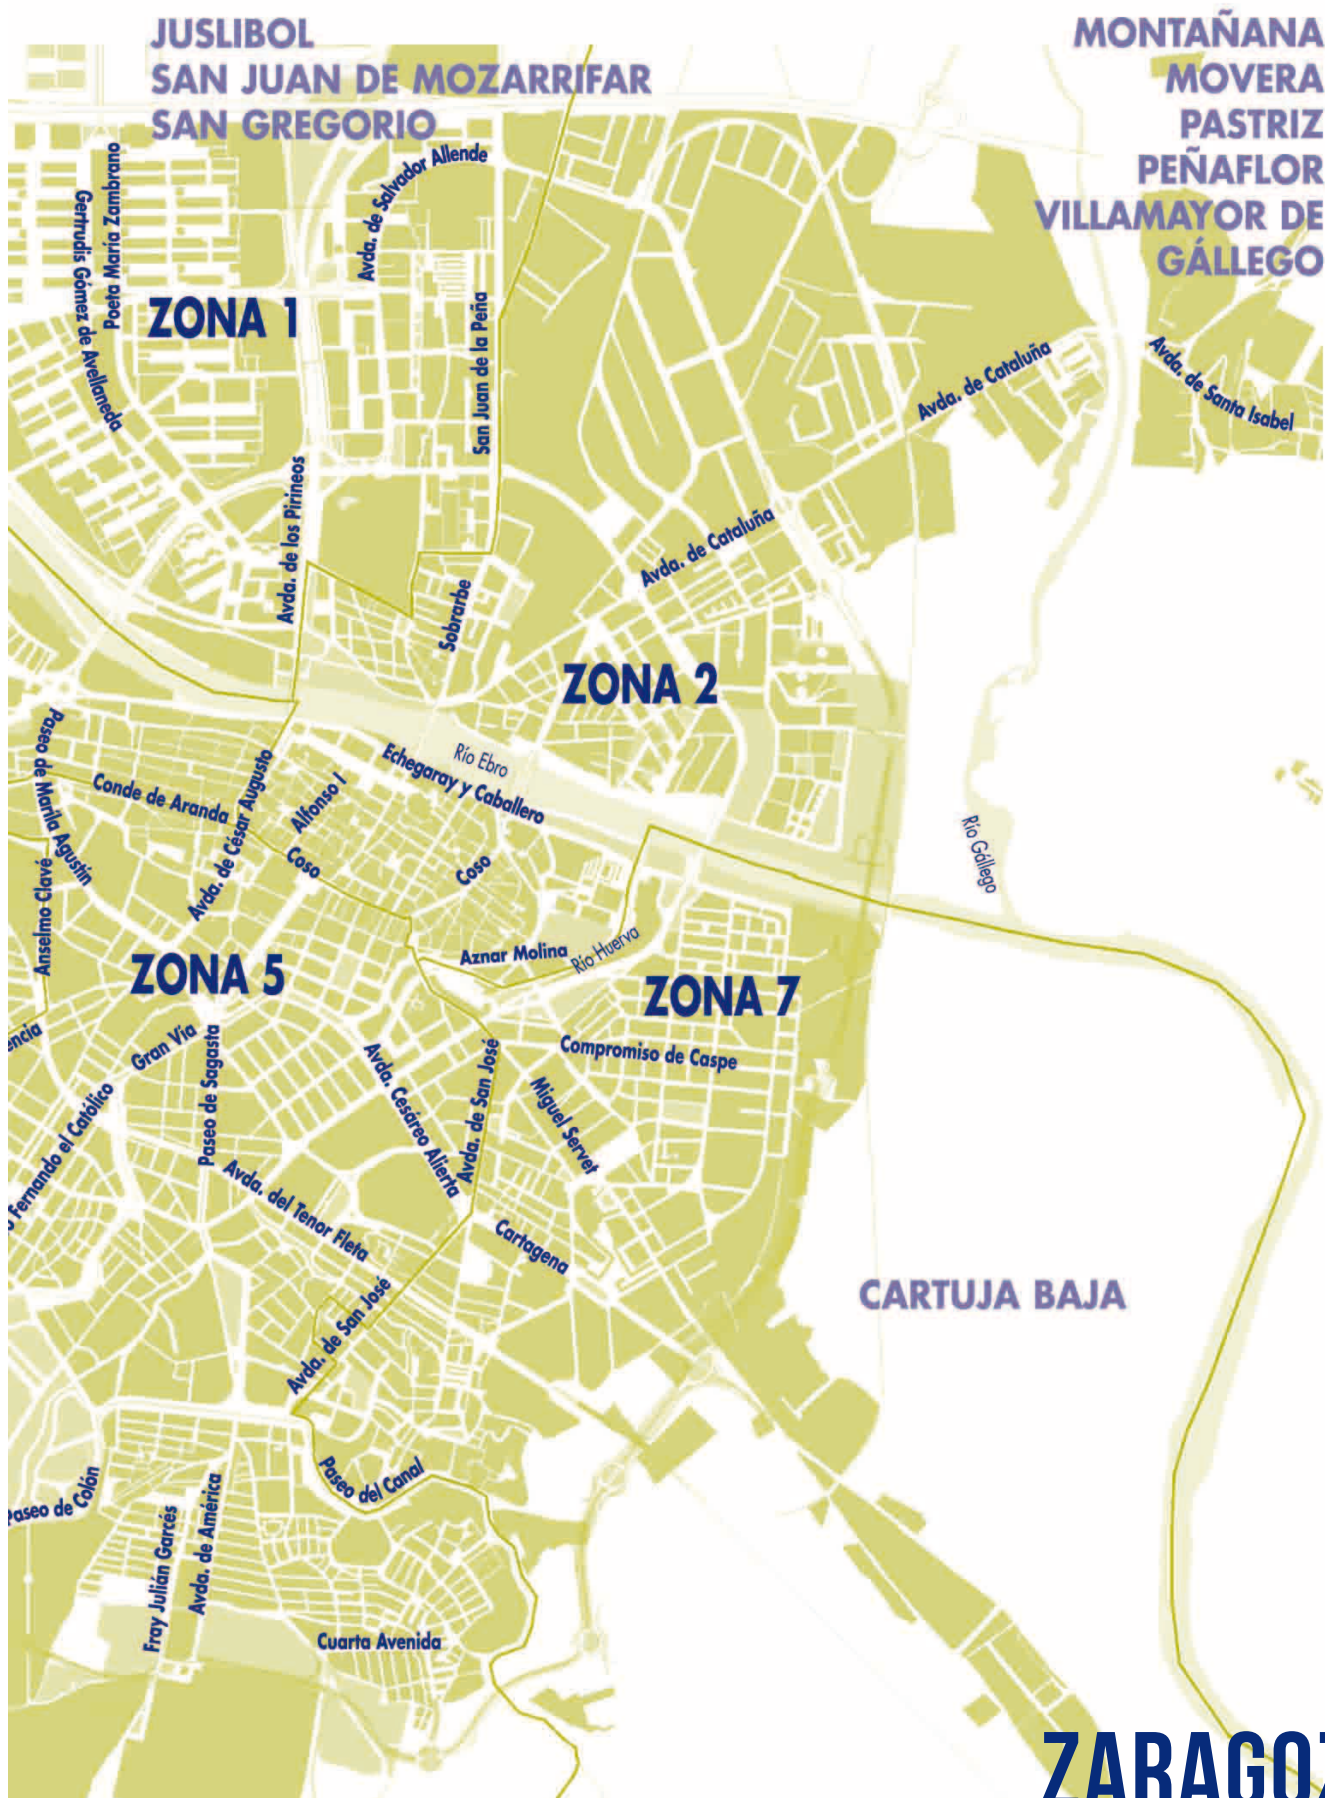 JUSLIBOL
SAN JUAN DE MOZARRIFAR
SAN GREGORIO
MONTAÑANA
MOVERA
PASTRIZ
PEÑAFLOR
VILLAMAYOR DE
GÁLLEGO
Avda. de Salvador Allende
Poeta María Zambrano
Gertrudis Gómez de Avellaneda
ZONA 1
San Juan de la Peña
Avda. de Cataluña
Avda. de Santa Isabel
Avda. de los Pirineos
Avda. de Cataluña
Sobrarbe
ZONA 2
Paseo de María Agustín
Conde de Aranda
Avda. de César Augusto
Alfonso I
Echegaray y Caballero
Río Ebro
Coso
Coso
Río Gállego
Anselmo Clavé
Aznar Molina
Río Huerva
ZONA 5
ZONA 7
encia
Gran Vía
Paseo de Sagasta
Avda. Cesáreo Alierta
Avda. de San José
Compromiso de Caspe
Miguel Servet
o Fernando el Católico
Avda. del Tenor Fleta
Cartagena
Avda. de San José
CARTUJA BAJA
Paseo del Canal
Paseo de Colón
Fray Julián Garcés
Avda. de América
Cuarta Avenida
ZARAGOZ